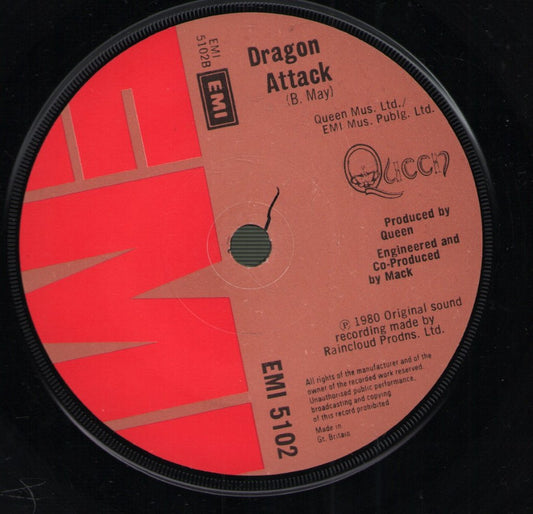 EMI
5102B
EMI
Dragon
Attack
(B. May)
Queen Mus. Ltd./
EMI Mus. Publg. Ltd.
Queen
Produced by
Queen
Engineered and
Co-Produced
by Mack
℗ 1980 Original sound
recording made by
Raincloud Prodns. Ltd.
EMI 5102
All rights of the manufacturer and of the
owner of the recorded work reserved.
Unauthorised public performance,
broadcasting and copying
of this record prohibited
Made in
Gt. Britain
EMI